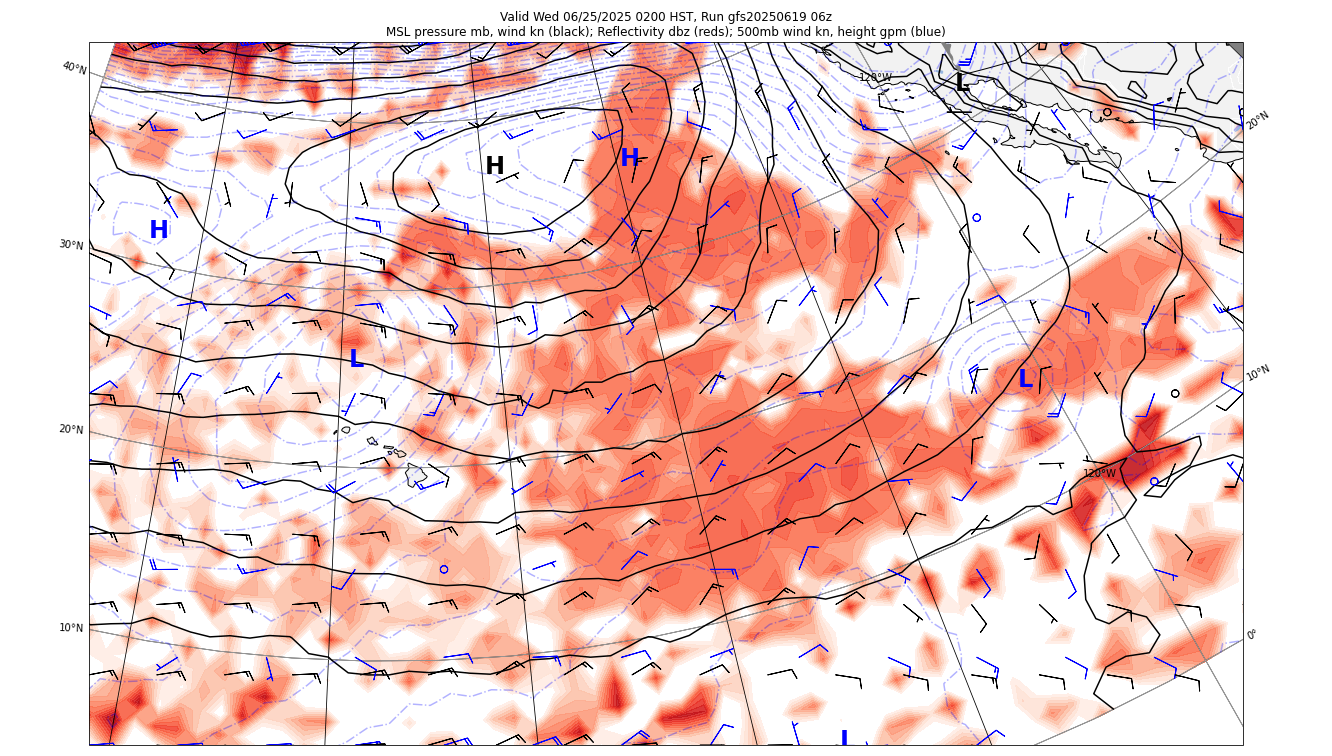 Valid Wed 06/25/2025 0200 HST, Run gfs20250619 06z
MSL pressure mb, wind kn (black); Reflectivity dbz (reds); 500mb wind kn, height gpm (blue)
40°N
120°W
L
20°N
H
H
H
30°N
L
L
10°N
20°N
120°W
10°N
0°
L